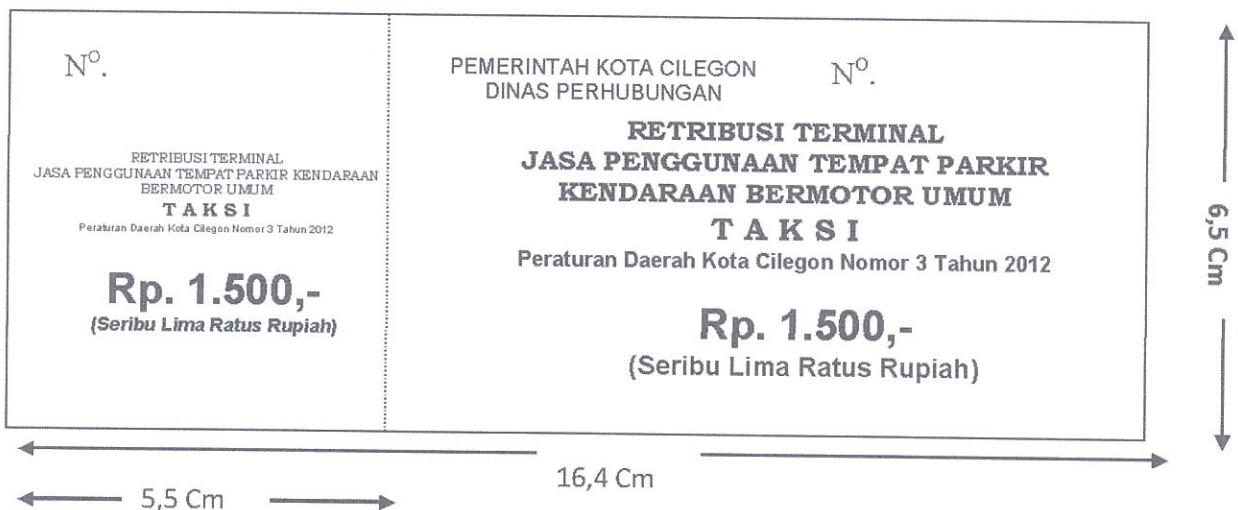 Nº.
RETRIBUSI TERMINAL
JASA PENGGUNAAN TEMPAT PARKIR KENDARAAN
BERMOTOR UMUM
T A K S I
Peraturan Daerah Kota Cilegon Nomor 3 Tahun 2012
Rp. 1.500,-
(Seribu Lima Ratus Rupiah)
PEMERINTAH KOTA CILEGON
DINAS PERHUBUNGAN
Nº.
RETRIBUSI TERMINAL
JASA PENGGUNAAN TEMPAT PARKIR
KENDARAAN BERMOTOR UMUM
T A K S I
Peraturan Daerah Kota Cilegon Nomor 3 Tahun 2012
Rp. 1.500,-
(Seribu Lima Ratus Rupiah)
6,5 Cm
16,4 Cm
5,5 Cm